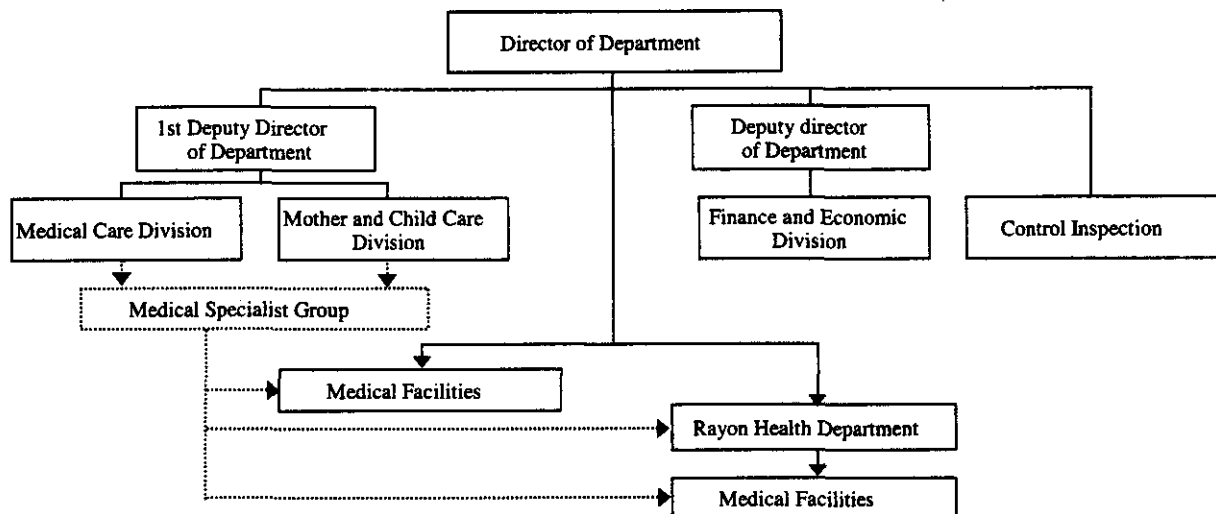 Director of Department
1st Deputy Director
of Department
Deputy director
of Department
Medical Care Division
Mother and Child Care
Division
Finance and Economic
Division
Control Inspection
Medical Specialist Group
Medical Facilities
Rayon Health Department
Medical Facilities